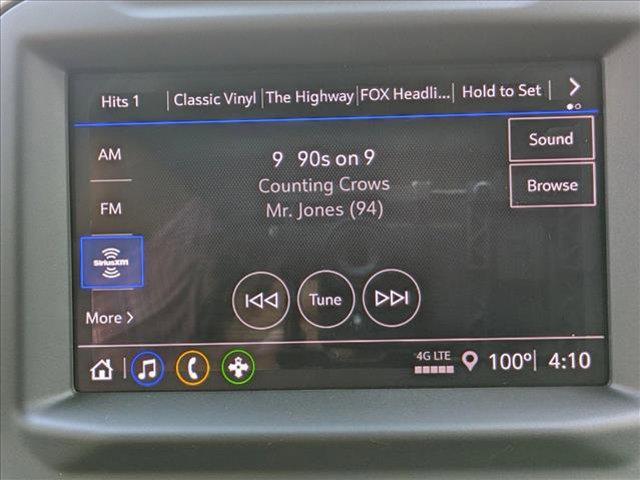 Hits 1 | Classic Vinyl | The Highway | FOX Headli... | Hold to Set | >
AM
FM
SiriusXM
More >
9 90s on 9
Counting Crows
Mr. Jones (94)
Sound
Browse
Tune
4G LTE 100° | 4:10